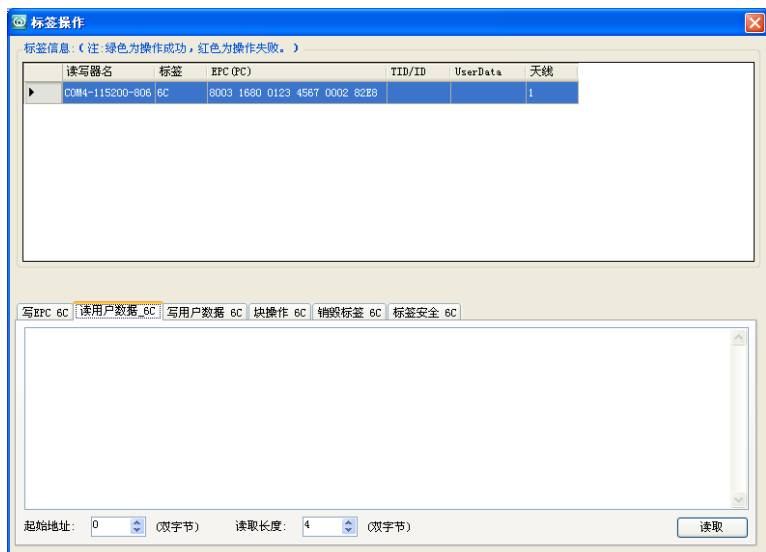 标签操作
标签信息:(注:绿色为操作成功，红色为操作失败。)
读写器名 标签 EPC(PC) TID/ID UserData 天线
COM4-115200-806 6C 8003 1680 0123 4567 0002 82E8 1
写EPC 6C 读用户数据_6C 写用户数据 6C 块操作 6C 销毁标签 6C 标签安全 6C
起始地址: 0 (双字节) 读取长度: 4 (双字节) 读取